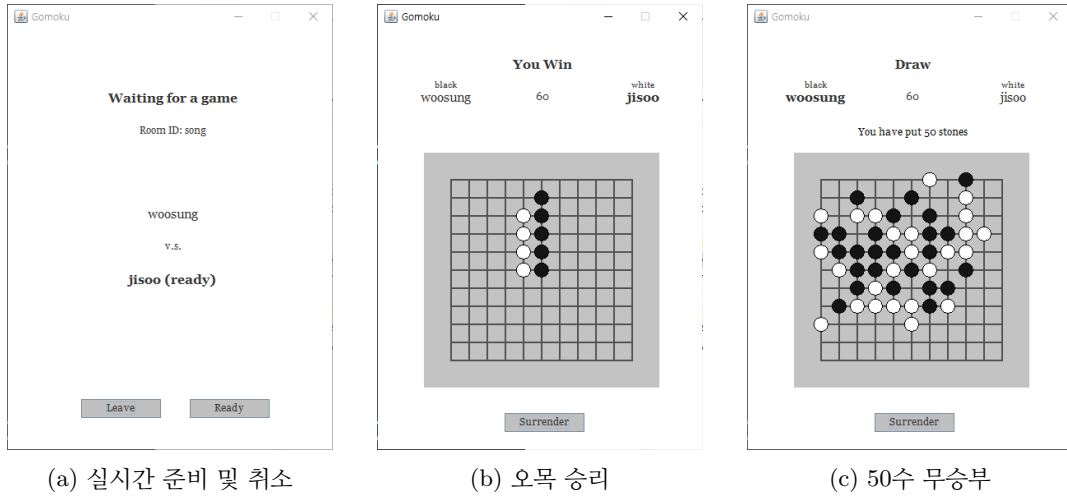 Gomoku
Waiting for a game
Room ID: song
woosung
v.s.
jisoo (ready)
Leave
Ready
(a) 실시간 준비 및 취소
Gomoku
You Win
black
white
woosung
60
jisoo
Surrender
(b) 오목 승리
Gomoku
Draw
black
white
woosung
60
jisoo
You have put 50 stones
Surrender
(c) 50수 무승부